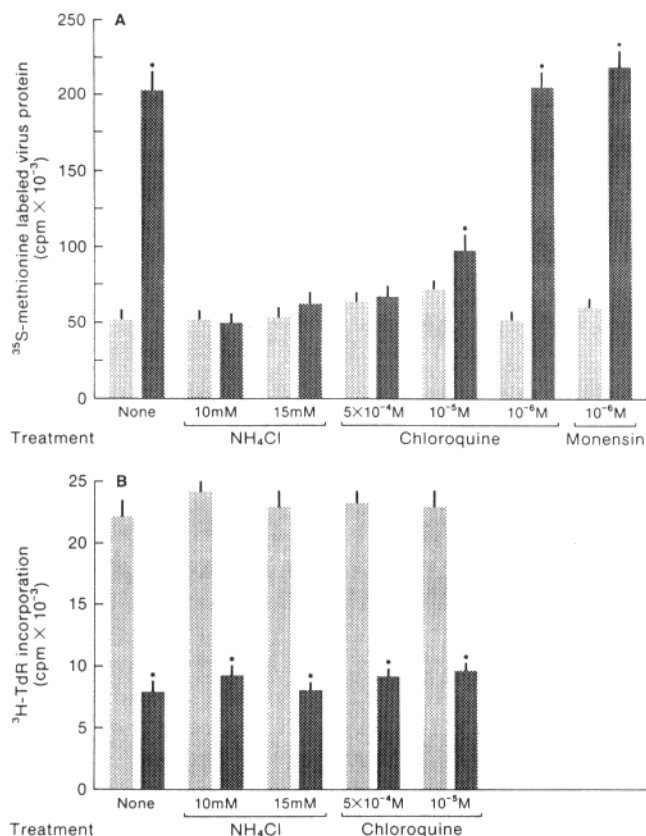 A
³⁵S-methionine labeled virus protein
(cpm × 10⁻³)
250
200
150
100
50
0
None 10mM 15mM 5×10⁻⁴M 10⁻⁵M 10⁻⁶M 10⁻⁶M
Treatment NH₄Cl Chloroquine Monensin
B
³H-TdR incorporation
(cpm × 10⁻³)
25
20
15
10
5
0
None 10mM 15mM 5×10⁻⁴M 10⁻⁵M
Treatment NH₄Cl Chloroquine